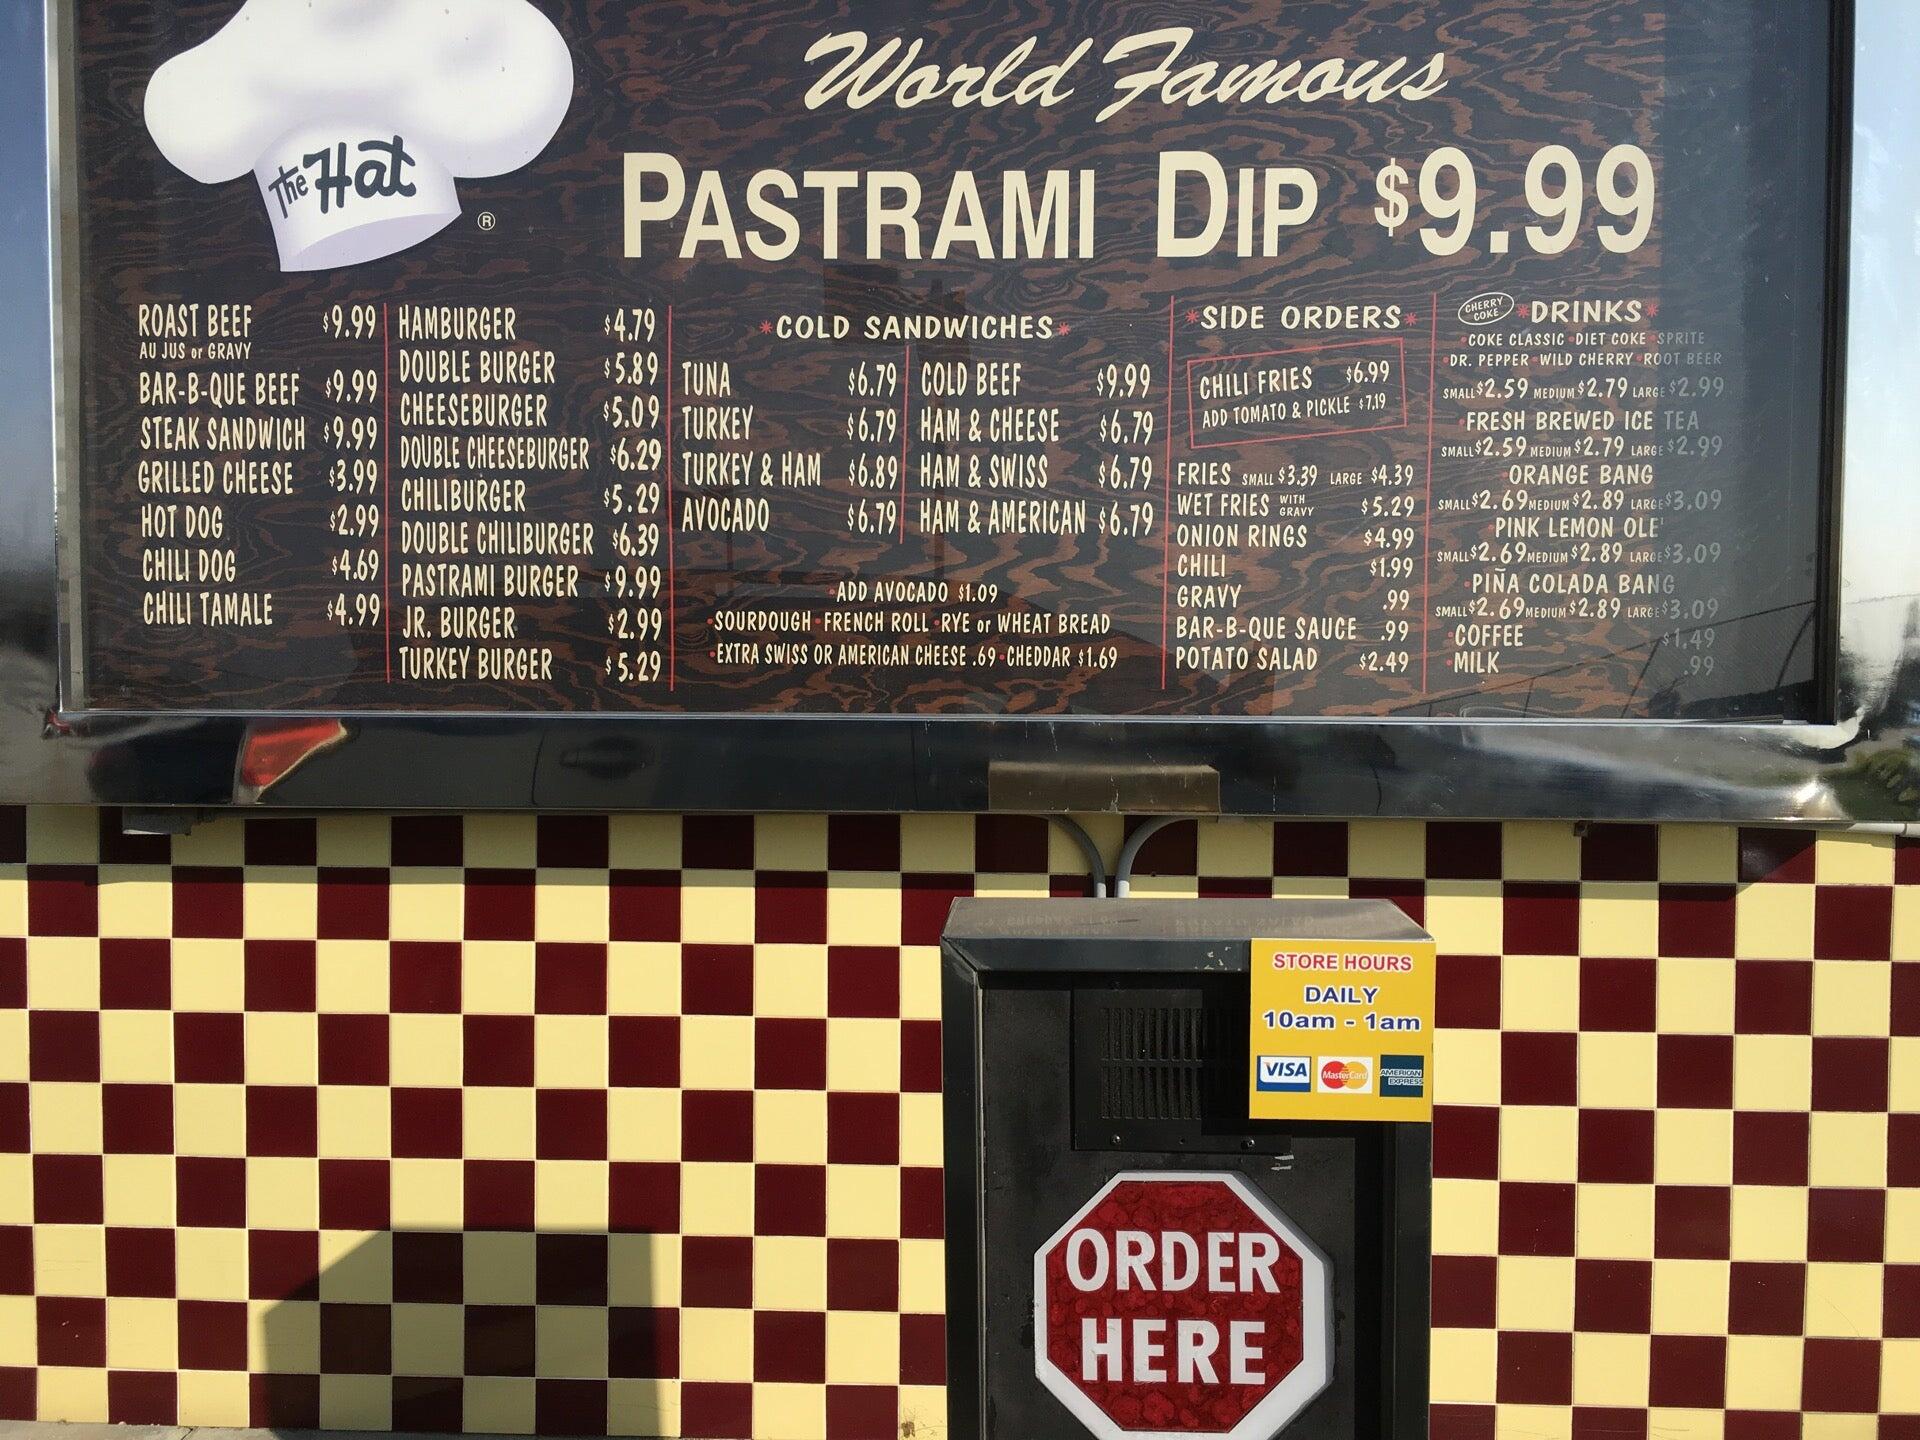 The Hat ®
World Famous
PASTRAMI DIP $9.99
ROAST BEEF $9.99
AU JUS or GRAVY
BAR-B-QUE BEEF $9.99
STEAK SANDWICH $9.99
GRILLED CHEESE $3.99
HOT DOG $2.99
CHILI DOG $4.69
CHILI TAMALE $4.99
HAMBURGER $4.79
DOUBLE BURGER $5.89
CHEESEBURGER $5.09
DOUBLE CHEESEBURGER $6.29
CHILIBURGER $5.29
DOUBLE CHILIBURGER $6.39
PASTRAMI BURGER $9.99
JR. BURGER $2.99
TURKEY BURGER $5.29
*COLD SANDWICHES*
TUNA $6.79
TURKEY $6.79
TURKEY & HAM $6.89
AVOCADO $6.79
COLD BEEF $9.99
HAM & CHEESE $6.79
HAM & SWISS $6.79
HAM & AMERICAN $6.79
•ADD AVOCADO $1.09
•SOURDOUGH •FRENCH ROLL •RYE or WHEAT BREAD
•EXTRA SWISS OR AMERICAN CHEESE .69 •CHEDDAR $1.69
*SIDE ORDERS*
CHILI FRIES $6.99
ADD TOMATO & PICKLE $7.19
FRIES SMALL $3.39 LARGE $4.39
WET FRIES WITH GRAVY $5.29
ONION RINGS $4.99
CHILI $1.99
GRAVY .99
BAR-B-QUE SAUCE .99
POTATO SALAD $2.49
CHERRY COKE
*DRINKS*
•COKE CLASSIC •DIET COKE •SPRITE
•DR. PEPPER •WILD CHERRY •ROOT BEER
SMALL $2.59 MEDIUM $2.79 LARGE $2.99
•FRESH BREWED ICE TEA
SMALL $2.59 MEDIUM $2.79 LARGE $2.99
•ORANGE BANG
SMALL $2.69 MEDIUM $2.89 LARGE $3.09
•PINK LEMON OLE'
SMALL $2.69 MEDIUM $2.89 LARGE $3.09
•PIÑA COLADA BANG
SMALL $2.69 MEDIUM $2.89 LARGE $3.09
•COFFEE $1.49
•MILK .99
STORE HOURS
DAILY
10am - 1am
VISA MasterCard AMERICAN EXPRESS
ORDER
HERE